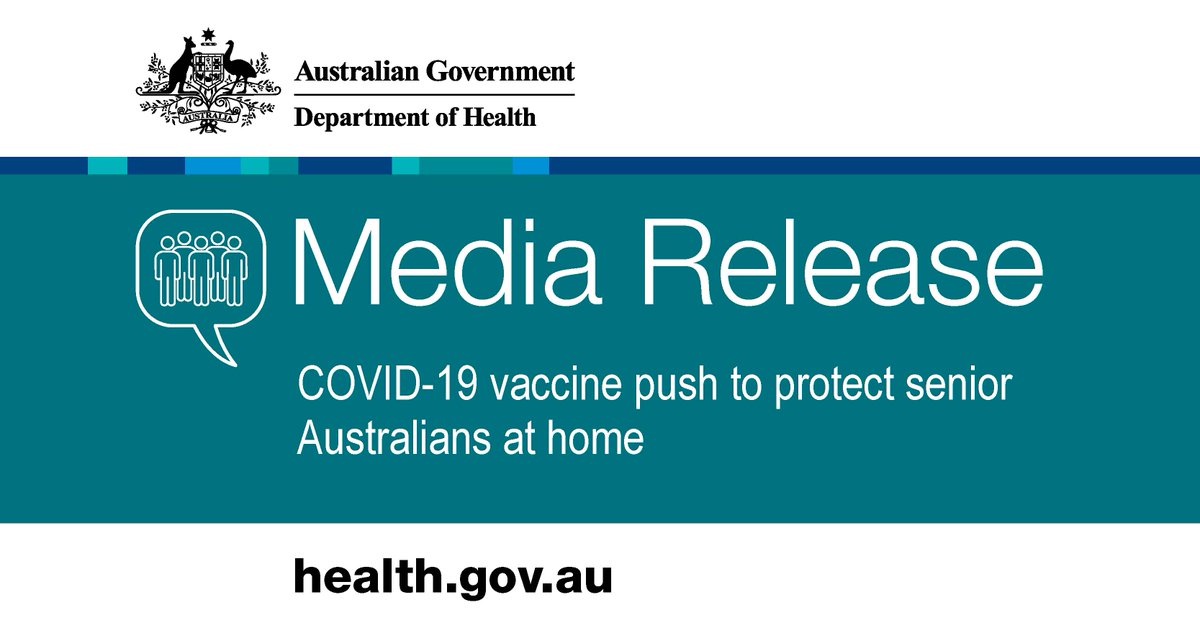 AUSTRALIA
Australian Government
Department of Health
Media Release
COVID-19 vaccine push to protect senior
Australians at home
health.gov.au